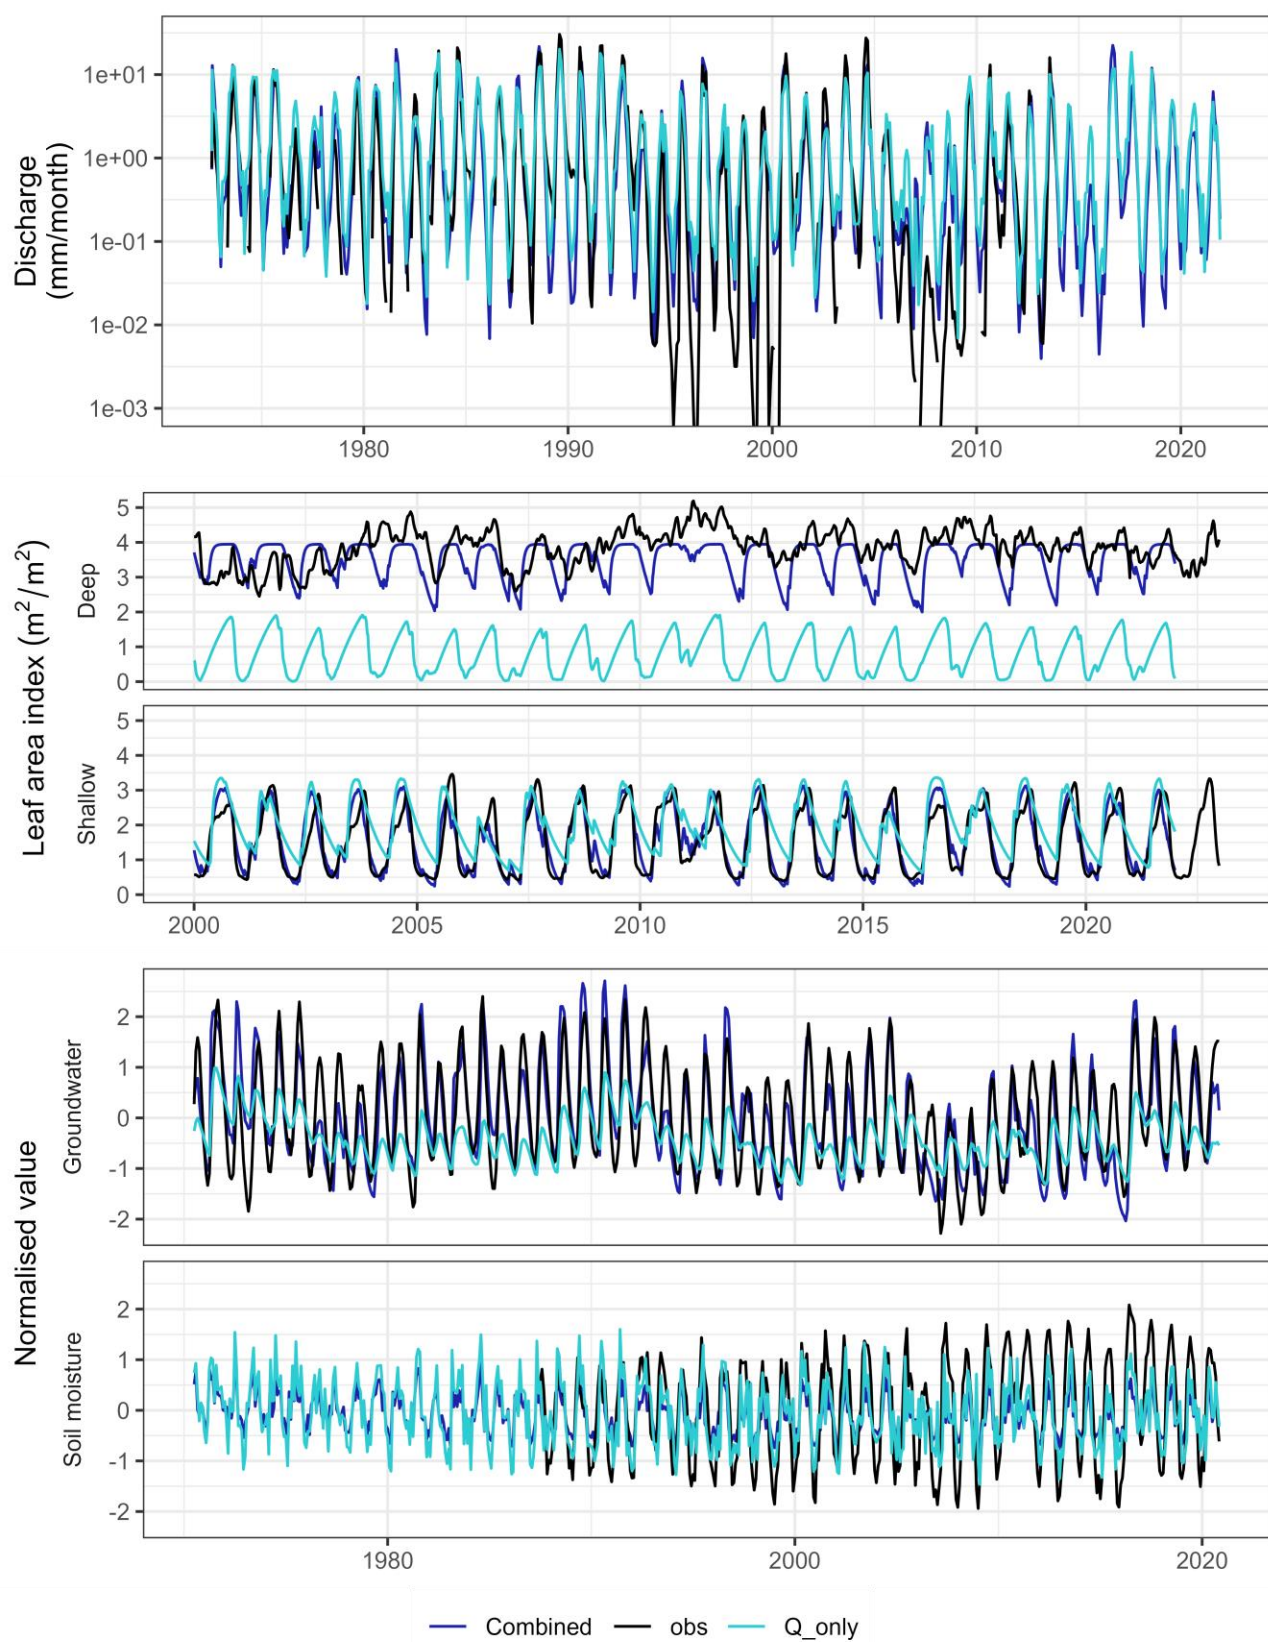 Discharge
(mm/month)
1e+01
1e+00
1e-01
1e-02
1e-03
1980 1990 2000 2010 2020
Leaf area index (m²/m²)
Deep
5
4
3
2
1
0
Shallow
5
4
3
2
1
0
2000 2005 2010 2015 2020
Normalised value
Groundwater
2
1
0
-1
-2
Soil moisture
2
1
0
-1
-2
1980 2000 2020
Combined obs Q_only